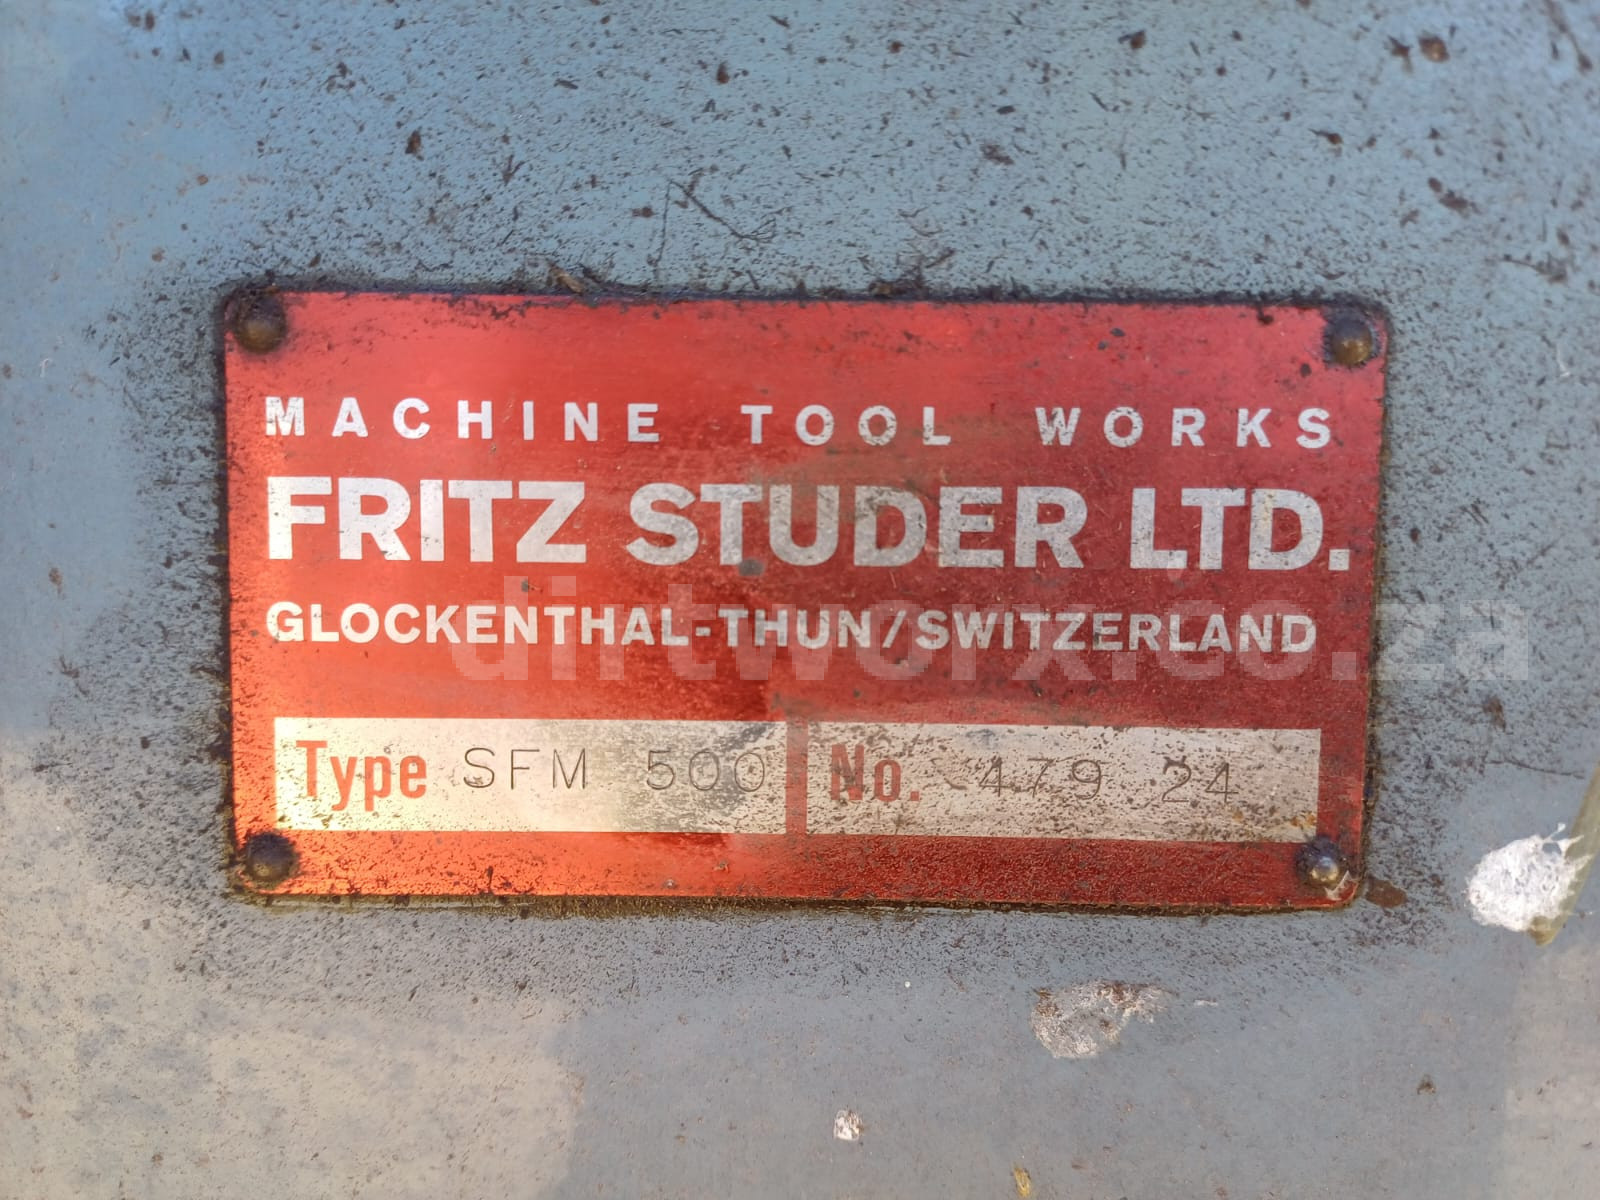 MACHINE TOOL WORKS
FRITZ STUDER LTD.
GLOCKENTHAL-THUN/SWITZERLAND
dirtworx.co.za
Type SFM 500 No. 479 24